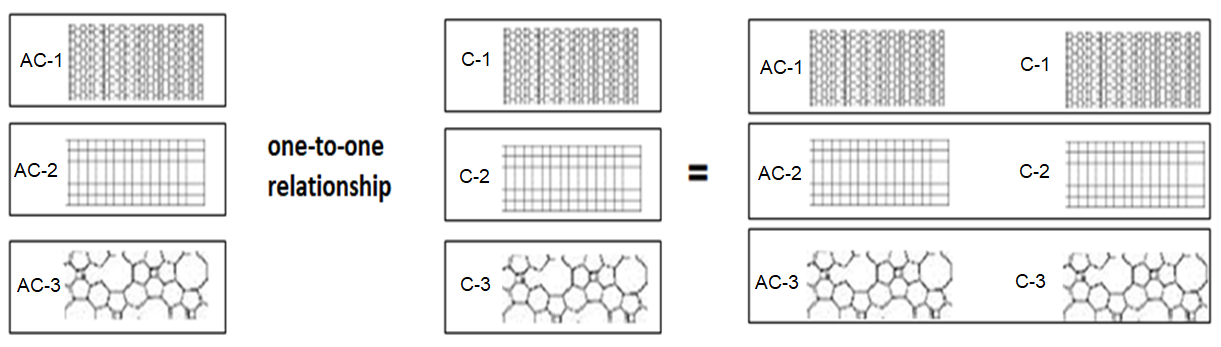 AC-1
AC-2
AC-3
one-to-one
relationship
C-1
C-2
C-3
=
AC-1 C-1
AC-2 C-2
AC-3 C-3